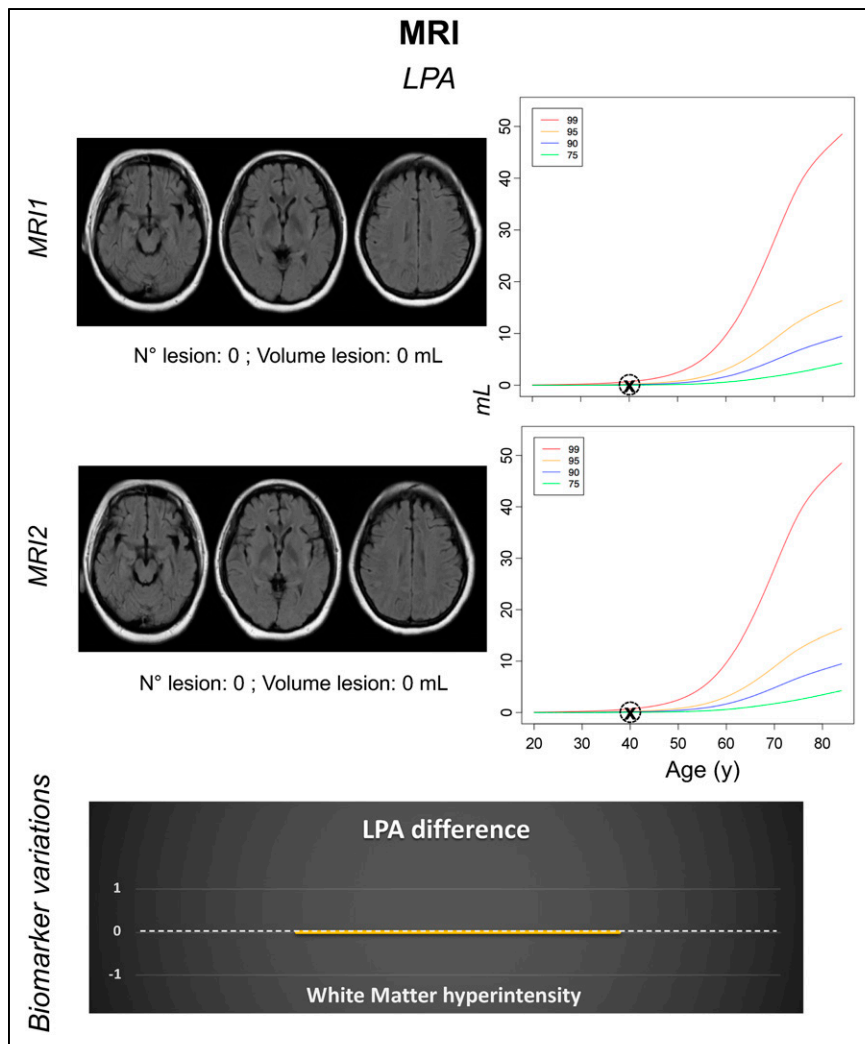 MRI
LPA
MRI1
N° lesion: 0 ; Volume lesion: 0 mL
99
95
90
75
50
40
30
20
10
0
mL
MRI2
N° lesion: 0 ; Volume lesion: 0 mL
99
95
90
75
50
40
30
20
10
0
20 30 40 50 60 70 80
Age (y)
X
X
Biomarker variations
LPA difference
1
0
-1
White Matter hyperintensity